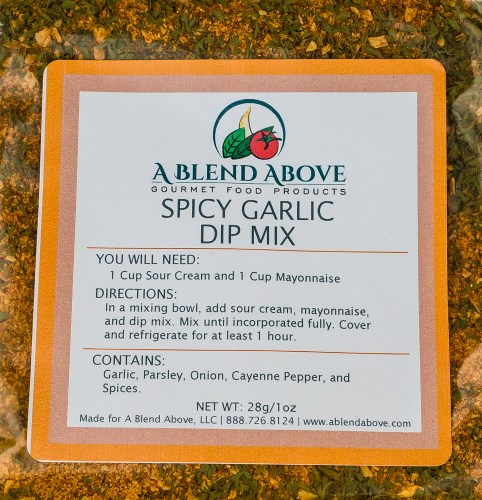 A BLEND ABOVE
GOURMET FOOD PRODUCTS
SPICY GARLIC
DIP MIX
YOU WILL NEED:
1 Cup Sour Cream and 1 Cup Mayonnaise
DIRECTIONS:
In a mixing bowl, add sour cream, mayonnaise,
and dip mix. Mix until incorporated fully. Cover
and refrigerate for at least 1 hour.
CONTAINS:
Garlic, Parsley, Onion, Cayenne Pepper, and
Spices.
NET WT: 28g/1oz
Made for A Blend Above, LLC | 888.726.8124 | www.ablendabove.com